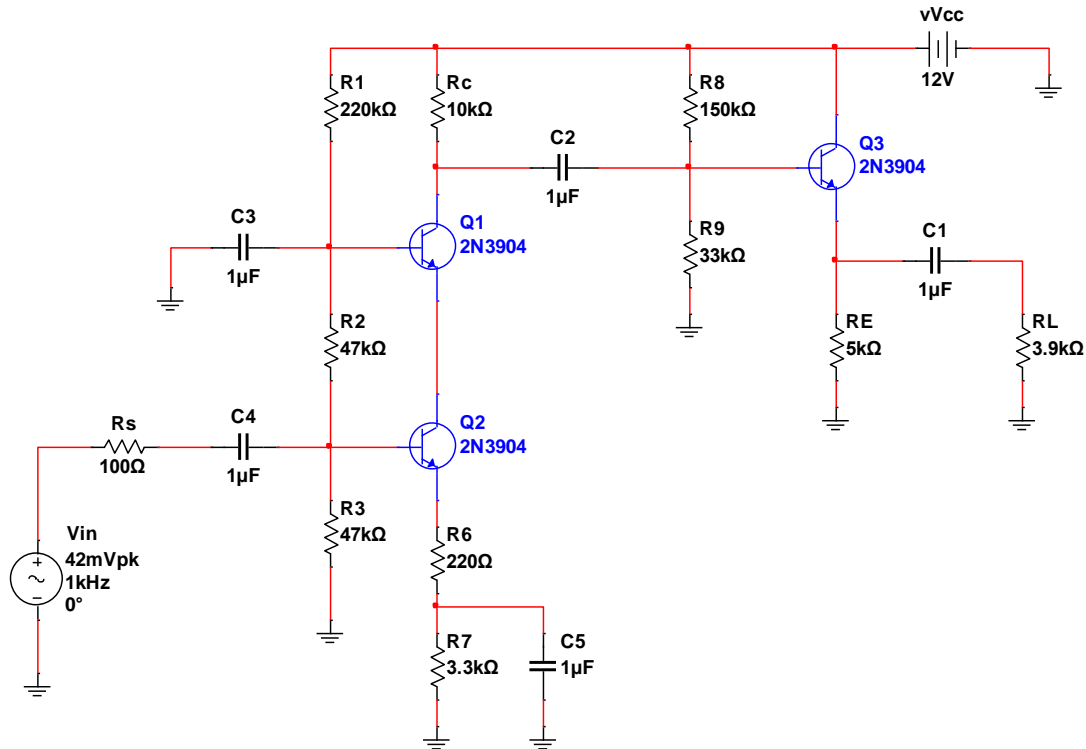 vVcc
12V
R1
220kΩ
Rc
10kΩ
R8
150kΩ
C2
1µF
Q3
2N3904
C3
1µF
Q1
2N3904
R9
33kΩ
C1
1µF
R2
47kΩ
RE
5kΩ
RL
3.9kΩ
Rs
100Ω
C4
1µF
Q2
2N3904
R3
47kΩ
R6
220Ω
Vin
42mVpk
1kHz
0°
R7
3.3kΩ
C5
1µF